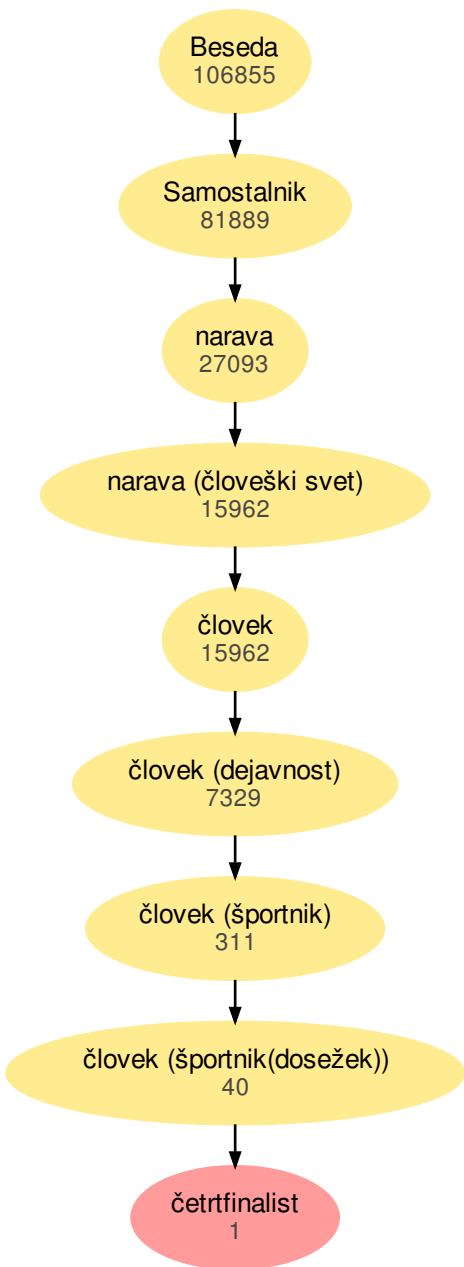 Beseda
106855
Samostalnik
81889
narava
27093
narava (človeški svet)
15962
človek
15962
človek (dejavnost)
7329
človek (športnik)
311
človek (športnik(dosežek))
40
četrtfinalist
1